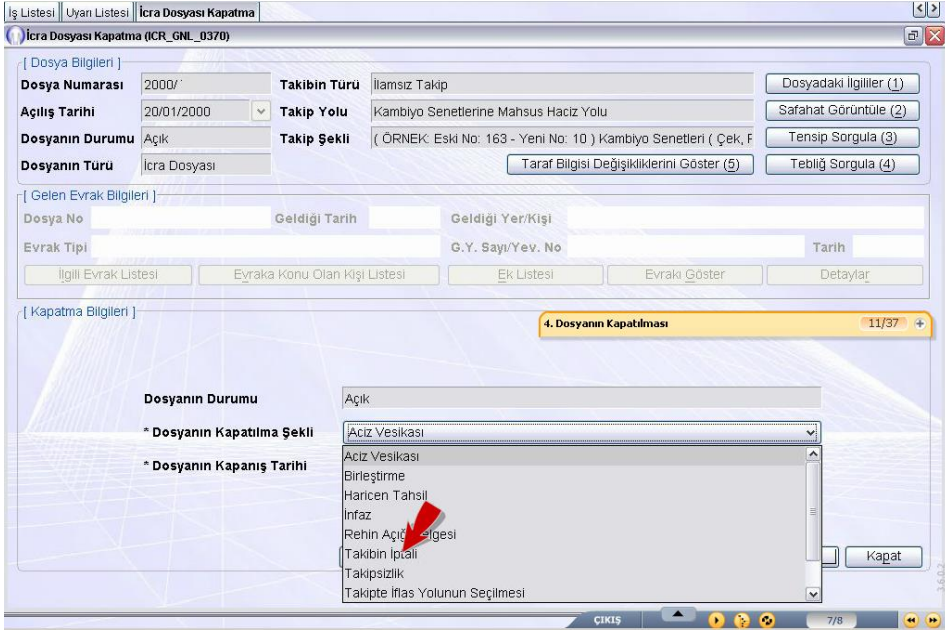 İş Listesi Uyarı Listesi İcra Dosyası Kapatma
İcra Dosyası Kapatma (ICR_GNL_0370)
[ Dosya Bilgileri ]
Dosya Numarası 2000/ Takibin Türü İlamsız Takip Dosyadaki İlgililer (1)
Açılış Tarihi 20/01/2000 Takip Yolu Kambiyo Senetlerine Mahsus Haciz Yolu Safahat Görüntüle (2)
Dosyanın Durumu Açık Takip Şekli ( ÖRNEK: Eski No: 163 - Yeni No: 10 ) Kambiyo Senetleri ( Çek, Tensip Sorgula (3)
Dosyanın Türü İcra Dosyası Taraf Bilgisi Değişikliklerini Göster (5) Tebliğ Sorgula (4)
[ Gelen Evrak Bilgileri ]
Dosya No Geldiği Tarih Geldiği Yer/Kişi
Evrak Tipi G.Y. Sayı/Yev. No Tarih
İlgili Evrak Listesi Evraka Konu Olan Kişi Listesi Ek Listesi Evrakı Göster Detaylar
[ Kapatma Bilgileri ]
4. Dosyanın Kapatılması 11/37
Dosyanın Durumu Açık
* Dosyanın Kapatılma Şekli Aciz Vesikası
* Dosyanın Kapanış Tarihi
Aciz Vesikası
Birleştirme
Haricen Tahsil
İnfaz
Rehin
Takibin İptali
Takipsizlik
Takipte İflas Yolunun Seçilmesi
Kapat
ÇIKIŞ 7/8